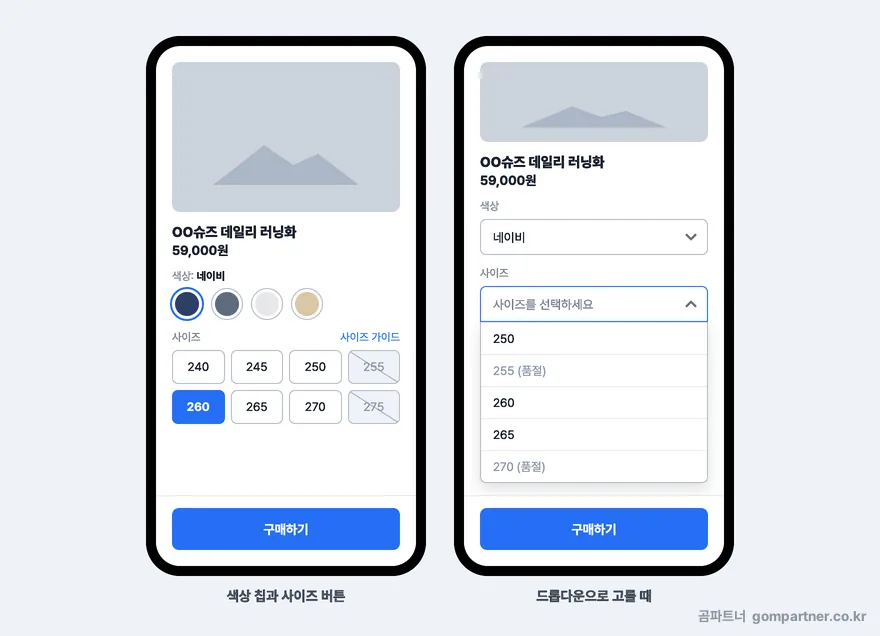 OO슈즈 데일리 러닝화
59,000원
색상: 네이비
사이즈 사이즈 가이드
240 245 250 255
260 265 270 275
구매하기
색상 칩과 사이즈 버튼
OO슈즈 데일리 러닝화
59,000원
색상
네이비
사이즈
사이즈를 선택하세요
250
255 (품절)
260
265
270 (품절)
구매하기
드롭다운으로 고를 때
곰파트너 gompartner.co.kr